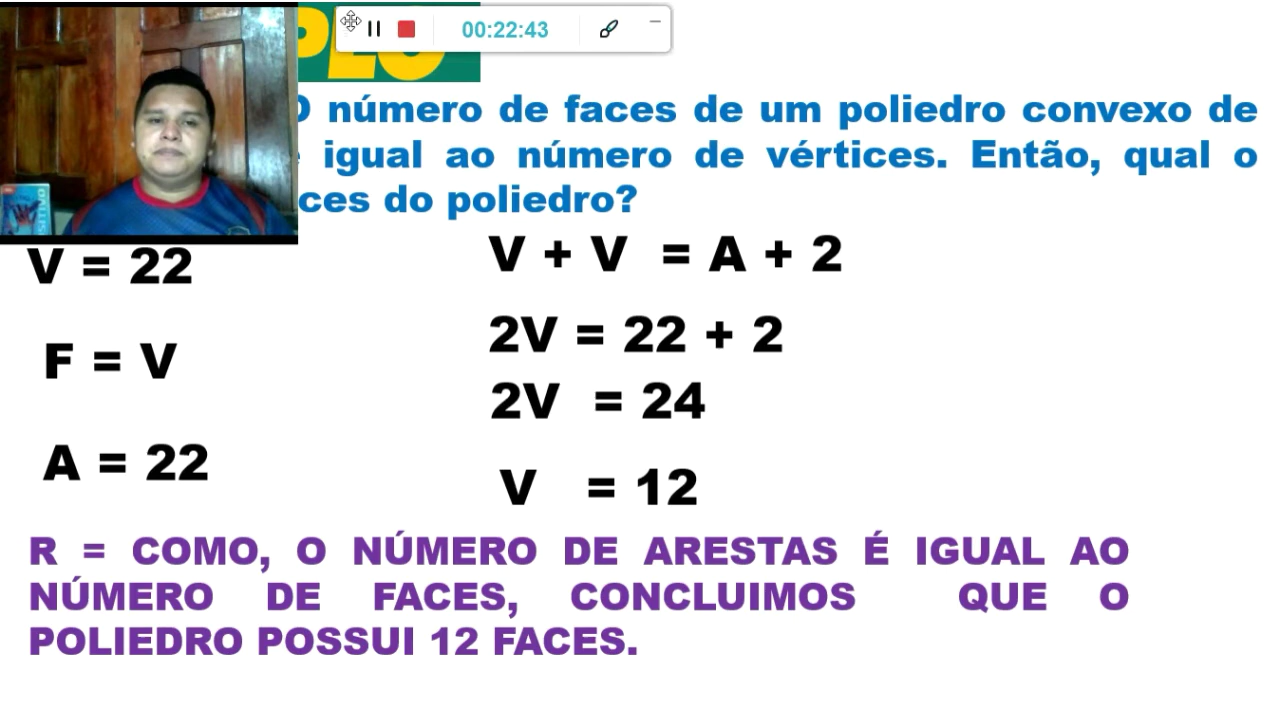 00:22:43
número de faces de um poliedro convexo de
igual ao número de vértices. Então, qual o
ces do poliedro?
V = 22
V + V = A + 2
F = V
2V = 22 + 2
2V = 24
A = 22
V = 12
R = COMO, O NÚMERO DE ARESTAS É IGUAL AO
NÚMERO DE FACES, CONCLUIMOS QUE O
POLIEDRO POSSUI 12 FACES.